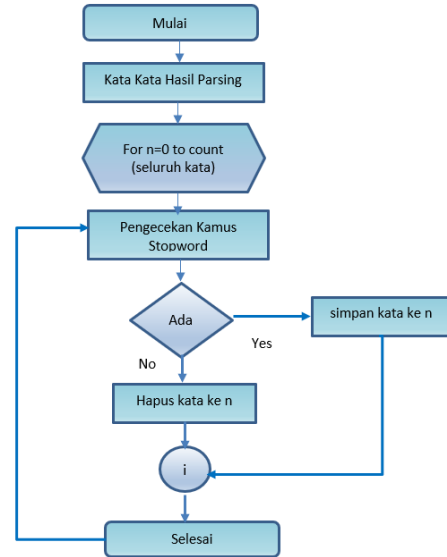 Mulai
Kata Kata Hasil Parsing
For n=0 to count
(seluruh kata)
Pengecekan Kamus
Stopword
Ada
simpan kata ke n
Yes
No
Hapus kata ke n
i
Selesai